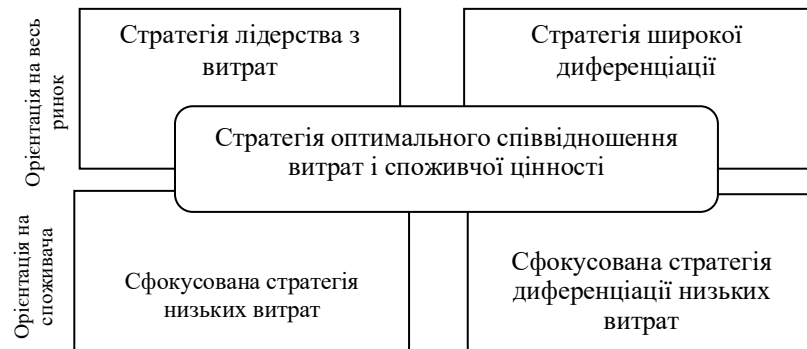 Орієнтація на весь
ринок
Стратегія лідерства з
витрат
Стратегія широкої
диференціації
Стратегія оптимального співвідношення
витрат і споживчої цінності
Орієнтація на
споживача
Сфокусована стратегія
низьких витрат
Сфокусована стратегія
диференціації низьких
витрат